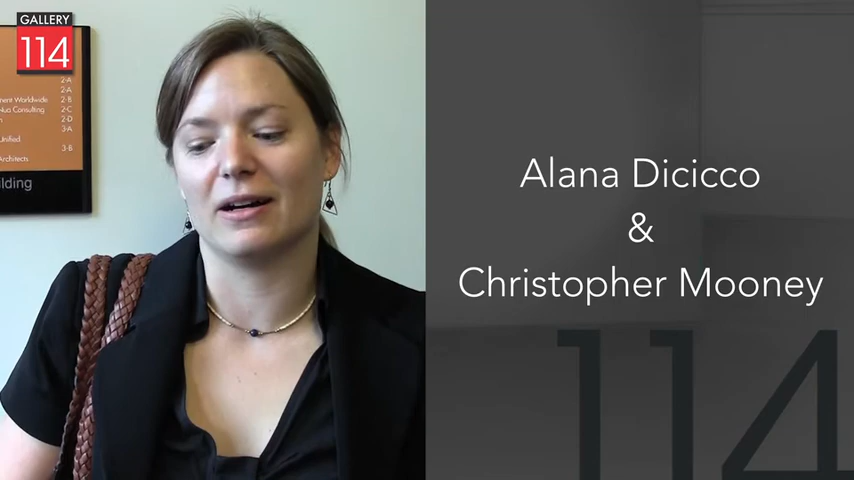 GALLERY
114
2-A
2-A
ment Worldwide 2-B
Consulting 2-C
2-D
3-A
Unified
3-B
Architects
lding
Alana Dicicco
&
Christopher Mooney
114